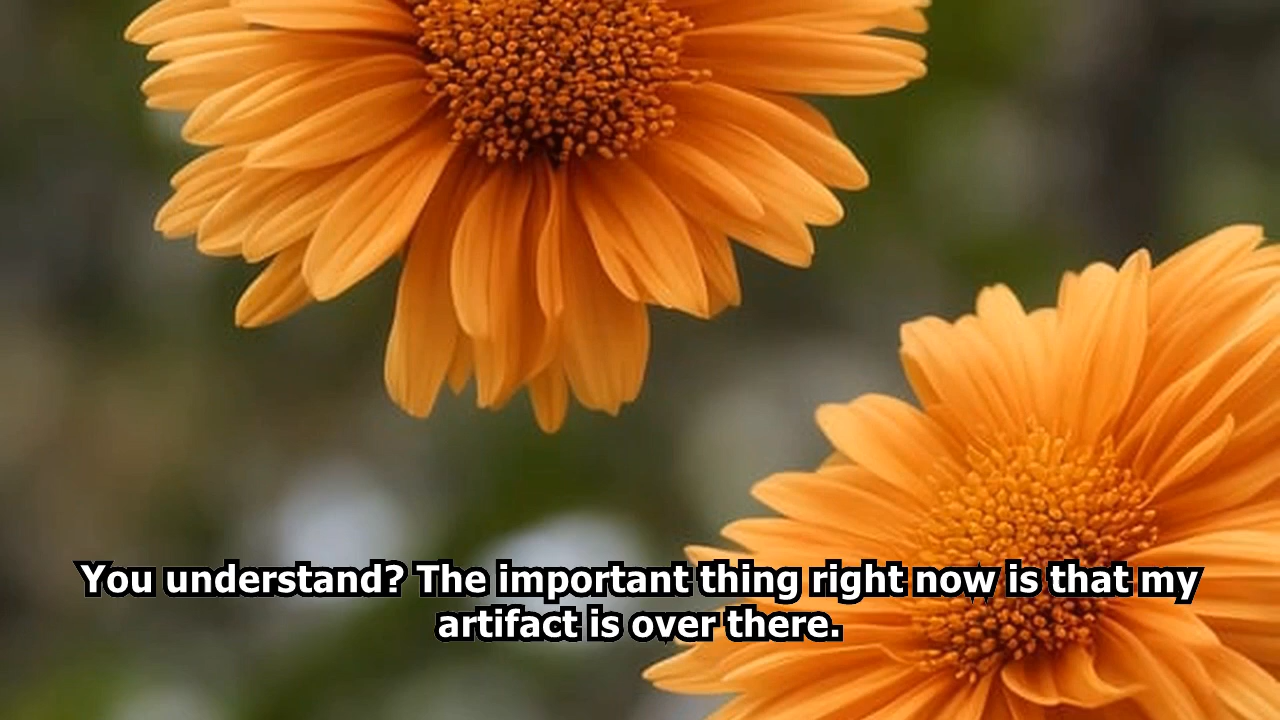 You understand? The important thing right now is that my
artifact is over there.